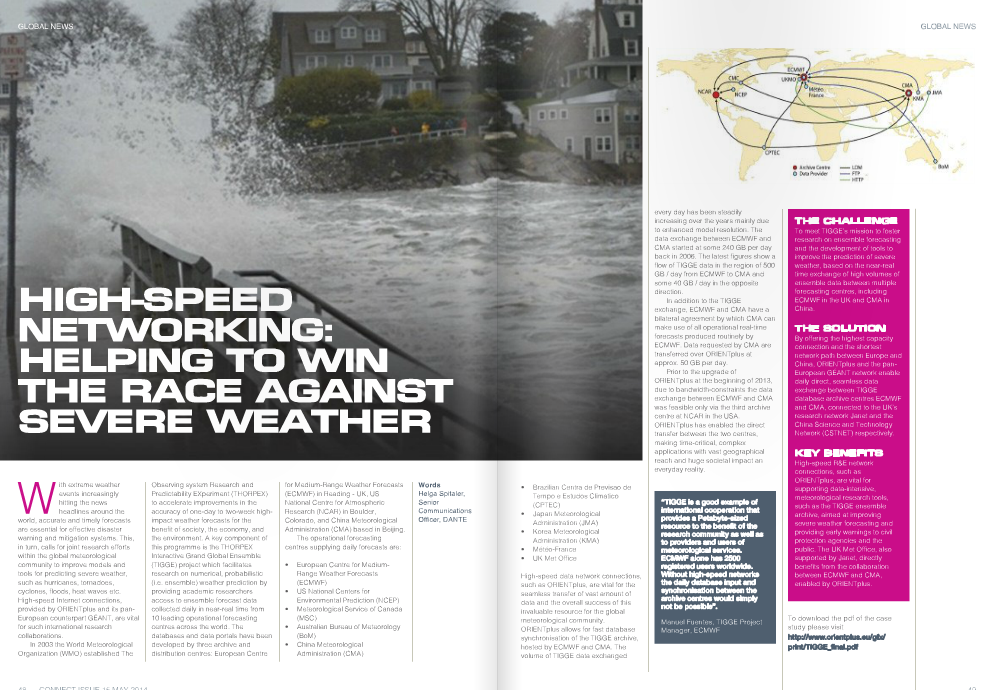 GLOBAL NEWS
GLOBAL NEWS
HIGH-SPEED
NETWORKING:
HELPING TO WIN
THE RACE AGAINST
SEVERE WEATHER
With extreme weather
events increasingly
hitting the news
headlines around the
world, accurate and timely forecasts
are essential for effective disaster
warning and mitigation systems. This,
in turn, calls for joint research efforts
within the global meteorological
community to improve models and
tools for predicting severe weather,
such as hurricanes, tornadoes,
cyclones, floods, heat waves etc.
High-speed Internet connections,
provided by ORIENTplus and its pan-
European counterpart GÉANT, are vital
for such international research
collaborations.
In 2003 the World Meteorological
Organization (WMO) established The
Observing system Research and
Predictability EXperiment (THORPEX)
to accelerate improvements in the
accuracy of one-day to two-week high-
impact weather forecasts for the
benefit of society, the economy, and
the environment. A key component of
this programme is the THORPEX
Interactive Grand Global Ensemble
(TIGGE) project which facilitates
research on numerical, probabilistic
(i.e. ensemble) weather prediction by
providing academic researchers
access to ensemble forecast data
collected daily in near-real time from
10 leading operational forecasting
centres across the world. The
databases and data portals have been
developed by three archive and
distribution centres: European Centre
for Medium-Range Weather Forecasts
(ECMWF) in Reading - UK, US
National Centre for Atmospheric
Research (NCAR) in Boulder,
Colorado, and China Meteorological
Administration (CMA) based in Beijing.
The operational forecasting
centres supplying daily forecasts are:
• European Centre for Medium-
Range Weather Forecasts
(ECMWF)
• US National Centers for
Environmental Prediction (NCEP)
• Meteorological Service of Canada
(MSC)
• Australian Bureau of Meteorology
(BoM)
• China Meteorological
Administration (CMA)
Words
Helga Spitaler,
Senior
Communications
Officer, DANTE
• Brazilian Centro de Previsao de
Tempo e Estudos Climatico
(CPTEC)
• Japan Meteorological
Administration (JMA)
• Korea Meteorological
Administration (KMA)
• Météo-France
• UK Met Office
High-speed data network connections,
such as ORIENTplus, are vital for the
seamless transfer of vast amount of
data and the overall success of this
invaluable resource for the global
meteorological community.
ORIENTplus allows for fast database
synchronisation of the TIGGE archive,
hosted by ECMWF and CMA. The
volume of TIGGE data exchanged
NCAR
CMC
NCEP
ECMWF
UKMO
Météo
France
CMA
KMA
JMA
CPTEC
BoM
Archive Centre
Data Provider
LDM
FTP
HTTP
every day has been steadily
increasing over the years mainly due
to enhanced model resolution. The
data exchange between ECMWF and
CMA started at some 240 GB per day
back in 2006. The latest figures show a
flow of TIGGE data in the region of 500
GB / day from ECMWF to CMA and
some 40 GB / day in the opposite
direction.
In addition to the TIGGE
exchange, ECMWF and CMA have a
bilateral agreement by which CMA can
make use of all operational real-time
forecasts produced routinely by
ECMWF. Data requested by CMA are
transferred over ORIENTplus at
approx. 50 GB per day.
Prior to the upgrade of
ORIENTplus at the beginning of 2013,
due to bandwidth-constraints the data
exchange between ECMWF and CMA
was feasible only via the third archive
centre at NCAR in the USA.
ORIENTplus has enabled the direct
transfer between the two centres,
making time-critical, complex
applications with vast geographical
reach and huge societal impact an
everyday reality.
"TIGGE is a good example of
international cooperation that
provides a Petabyte-sized
resource to the benefit of the
research community as well as
to providers and users of
meteorological services.
ECMWF alone has 2500
registered users worldwide.
Without high-speed networks
the daily database input and
synchronisation between the
archive centres would simply
not be possible".
Manuel Fuentes, TIGGE Project
Manager, ECMWF
THE CHALLENGE
To meet TIGGE's mission to foster
research on ensemble forecasting
and the development of tools to
improve the prediction of severe
weather, based on the near-real
time exchange of high volumes of
ensemble data between multiple
forecasting centres, including
ECMWF in the UK and CMA in
China.
THE SOLUTION
By offering the highest capacity
connection and the shortest
network path between Europe and
China, ORIENTplus and the pan-
European GÉANT network enable
daily direct, seamless data
exchange between TIGGE
database archive centres ECMWF
and CMA, connected to the UK's
research network Janet and the
China Science and Technology
Network (CSTNET) respectively.
KEY BENEFITS
High-speed R&E network
connections, such as
ORIENTplus, are vital for
supporting data-intensive,
meteorological research tools,
such as the TIGGE ensemble
archive, aimed at improving
severe weather forecasting and
providing early warnings to civil
protection agencies and the
public. The UK Met Office, also
supported by Janet, directly
benefits from the collaboration
between ECMWF and CMA,
enabled by ORIENTplus.
To download the pdf of the case
study please visit
http://www.orientplus.eu/gfx/
print/TIGGE_final.pdf
CONNECT ISSUE 15 MAY 2014